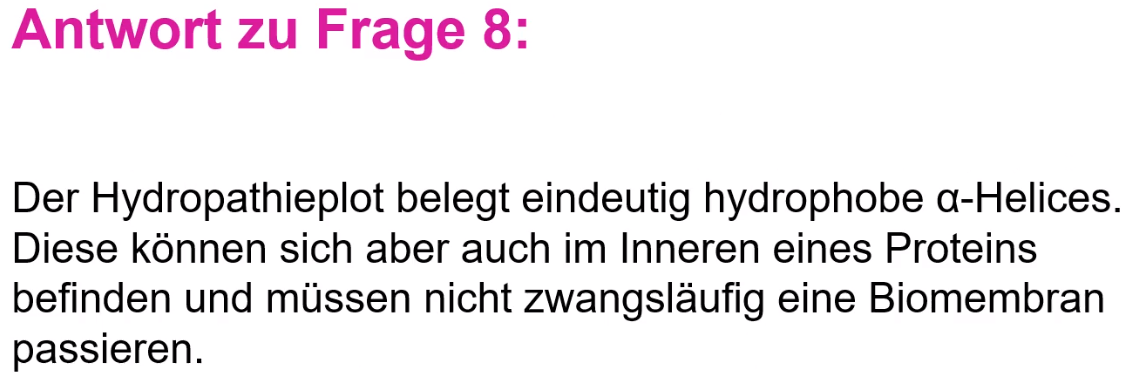 Antwort zu Frage 8:
Der Hydropathieplot belegt eindeutig hydrophobe α-Helices.
Diese können sich aber auch im Inneren eines Proteins
befinden und müssen nicht zwangsläufig eine Biomembran
passieren.